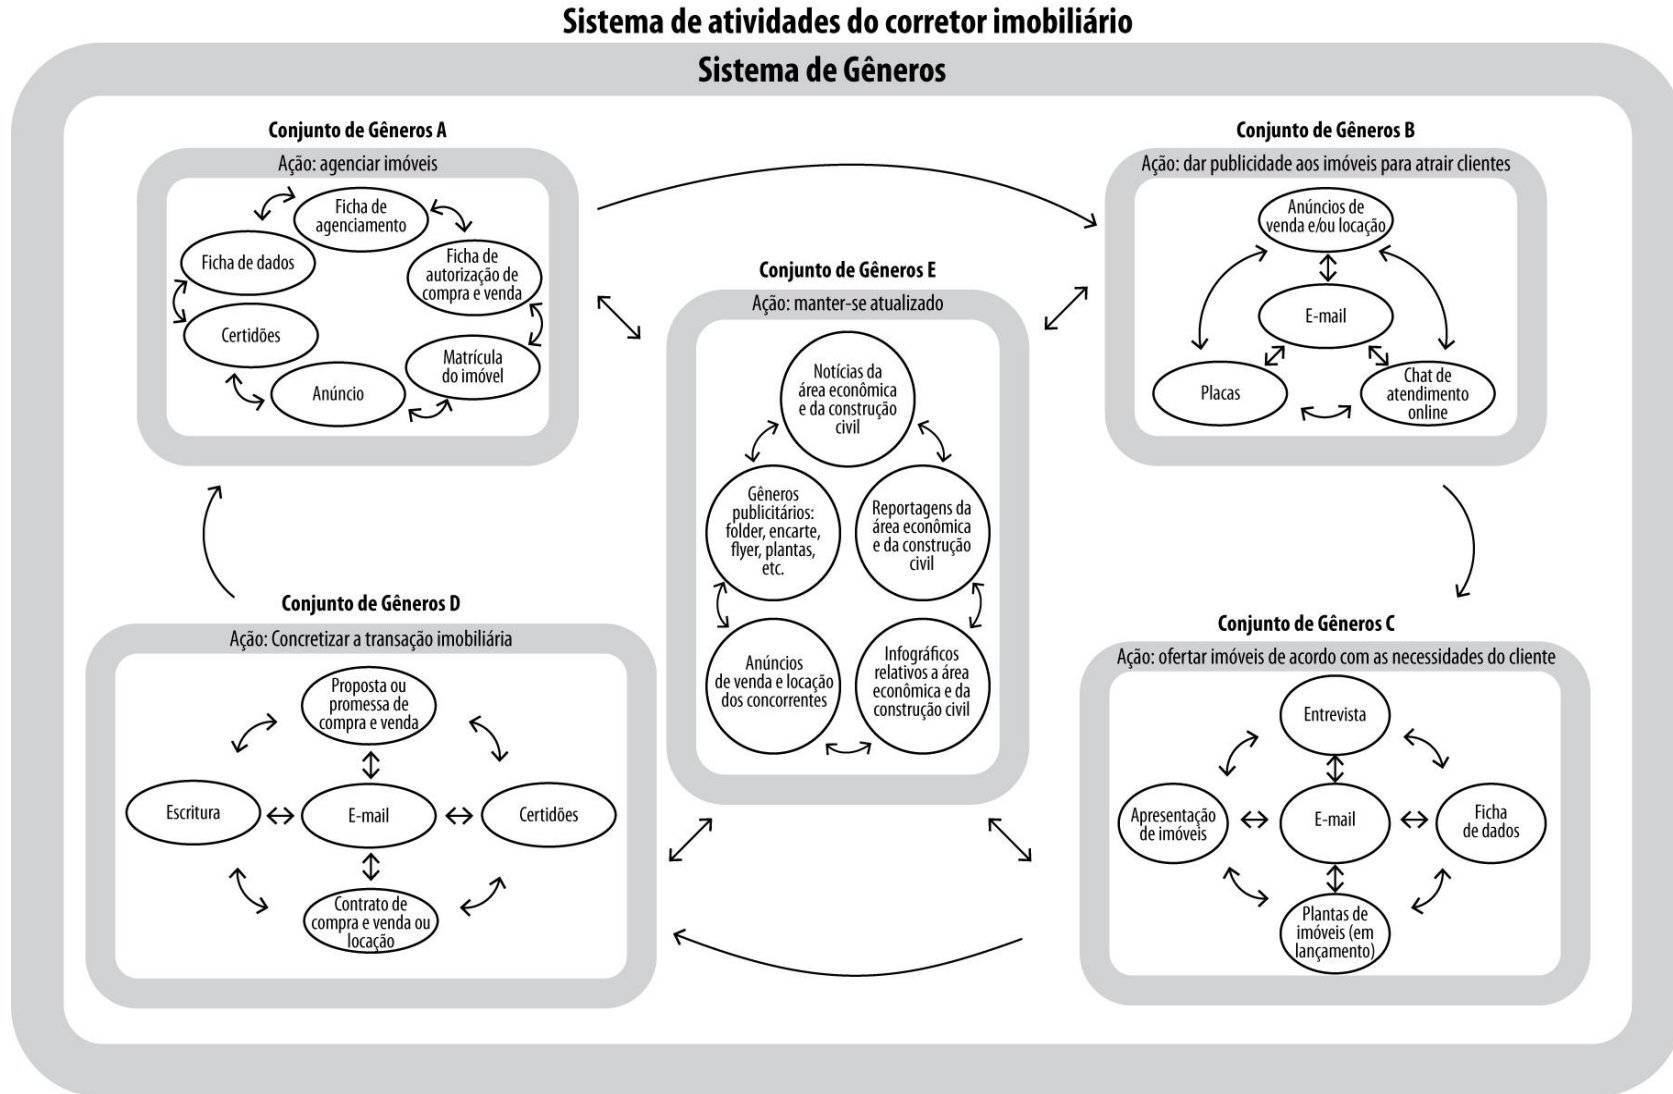 Sistema de atividades do corretor imobiliário
Sistema de Gêneros
Conjunto de Gêneros A
Ação: agenciar imóveis
Ficha de
agenciamento
Ficha de dados
Ficha de
autorização de
compra e venda
Certidões
Matrícula
do imóvel
Anúncio
Conjunto de Gêneros B
Ação: dar publicidade aos imóveis para atrair clientes
Anúncios de
venda e/ou locação
E-mail
Placas
Chat de
atendimento
online
Conjunto de Gêneros E
Ação: manter-se atualizado
Notícias da
área econômica
e da construção
civil
Gêneros
publicitários:
folder, encarte,
flyer, plantas,
etc.
Reportagens da
área econômica
e da construção
civil
Anúncios
de venda e locação
dos concorrentes
Infográficos
relativos a área
econômica e da
construção civil
Conjunto de Gêneros D
Ação: Concretizar a transação imobiliária
Proposta ou
promessa de
compra e venda
Escritura
E-mail
Certidões
Contrato de
compra e venda ou
locação
Conjunto de Gêneros C
Ação: ofertar imóveis de acordo com as necessidades do cliente
Entrevista
Apresentação
de imóveis
E-mail
Ficha
de dados
Plantas de
imóveis (em
lançamento)